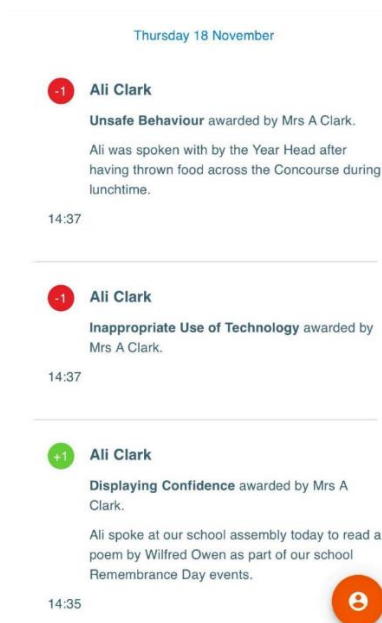 Thursday 18 November
-1
Ali Clark
Unsafe Behaviour awarded by Mrs A Clark.
Ali was spoken with by the Year Head after
having thrown food across the Concourse during
lunchtime.
14:37
-1
Ali Clark
Inappropriate Use of Technology awarded by
Mrs A Clark.
14:37
+1
Ali Clark
Displaying Confidence awarded by Mrs A
Clark.
Ali spoke at our school assembly today to read a
poem by Wilfred Owen as part of our school
Remembrance Day events.
14:35